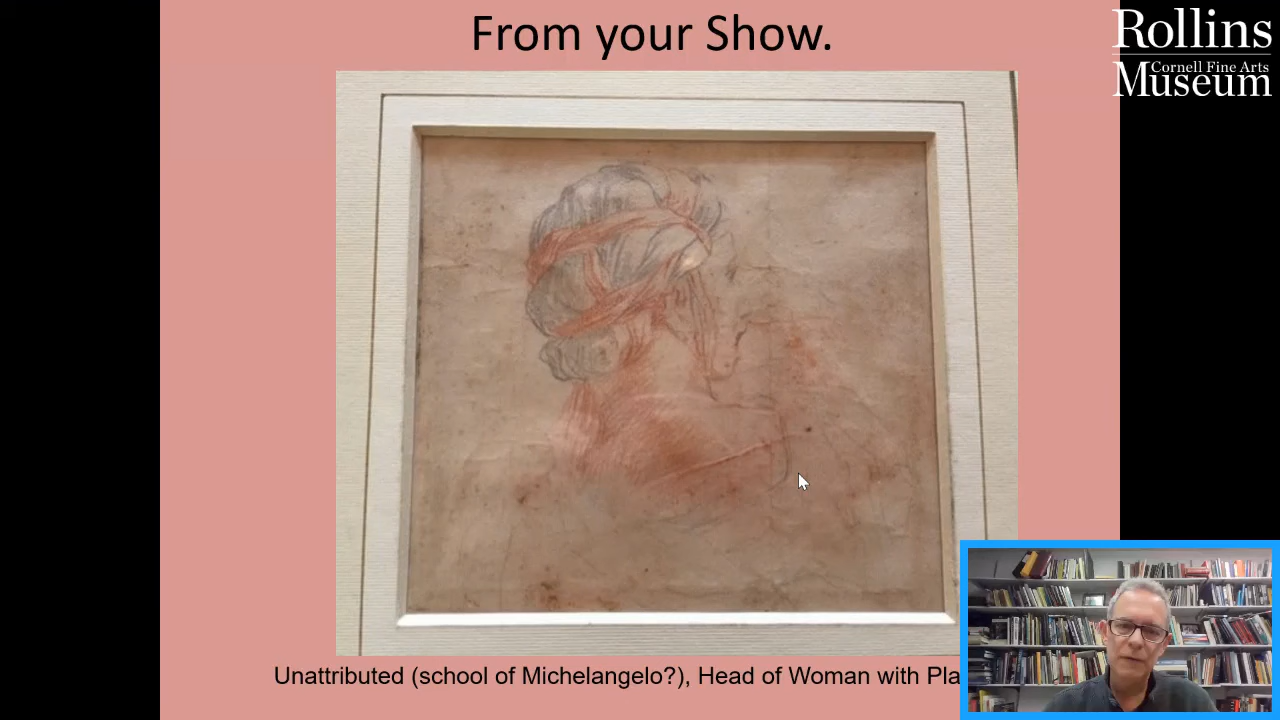 From your Show.
Rollins
Cornell Fine Arts
Museum
Unattributed (school of Michelangelo?), Head of Woman with Pla